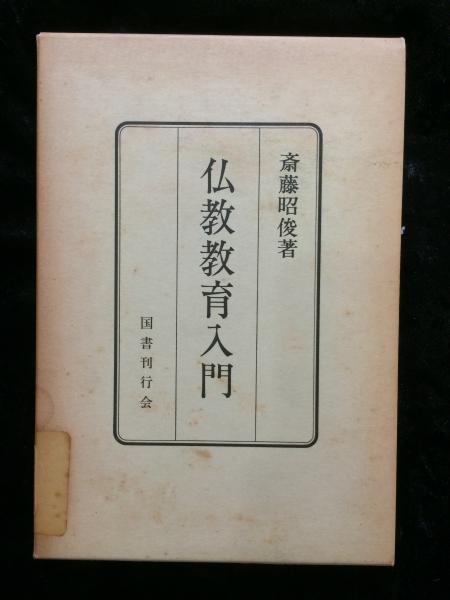 斎藤昭俊著
仏教教育入門
国書刊行会